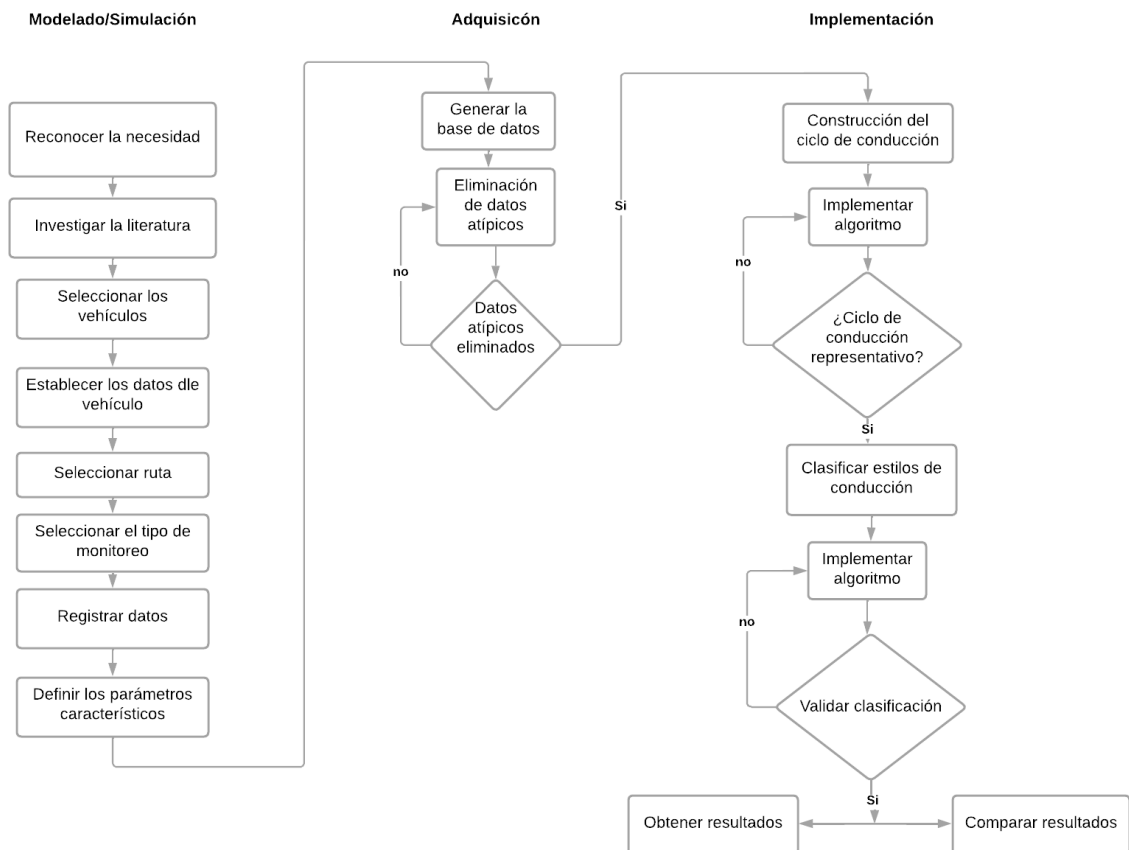 Modelado/Simulación
Reconocer la necesidad
Investigar la literatura
Seleccionar los
vehículos
Establecer los datos dle
vehículo
Seleccionar ruta
Seleccionar el tipo de
monitoreo
Registrar datos
Definir los parámetros
característicos
Adquisicón
Generar la
base de datos
Eliminación
de datos
atípicos
no
Datos
atípicos
eliminados
Si
Implementación
Construcción del
ciclo de conducción
Implementar
algoritmo
no
¿Ciclo de
conducción
representativo?
Si
Clasificar estilos de
conducción
Implementar
algoritmo
no
Validar clasificación
Si
Obtener resultados
Comparar resultados